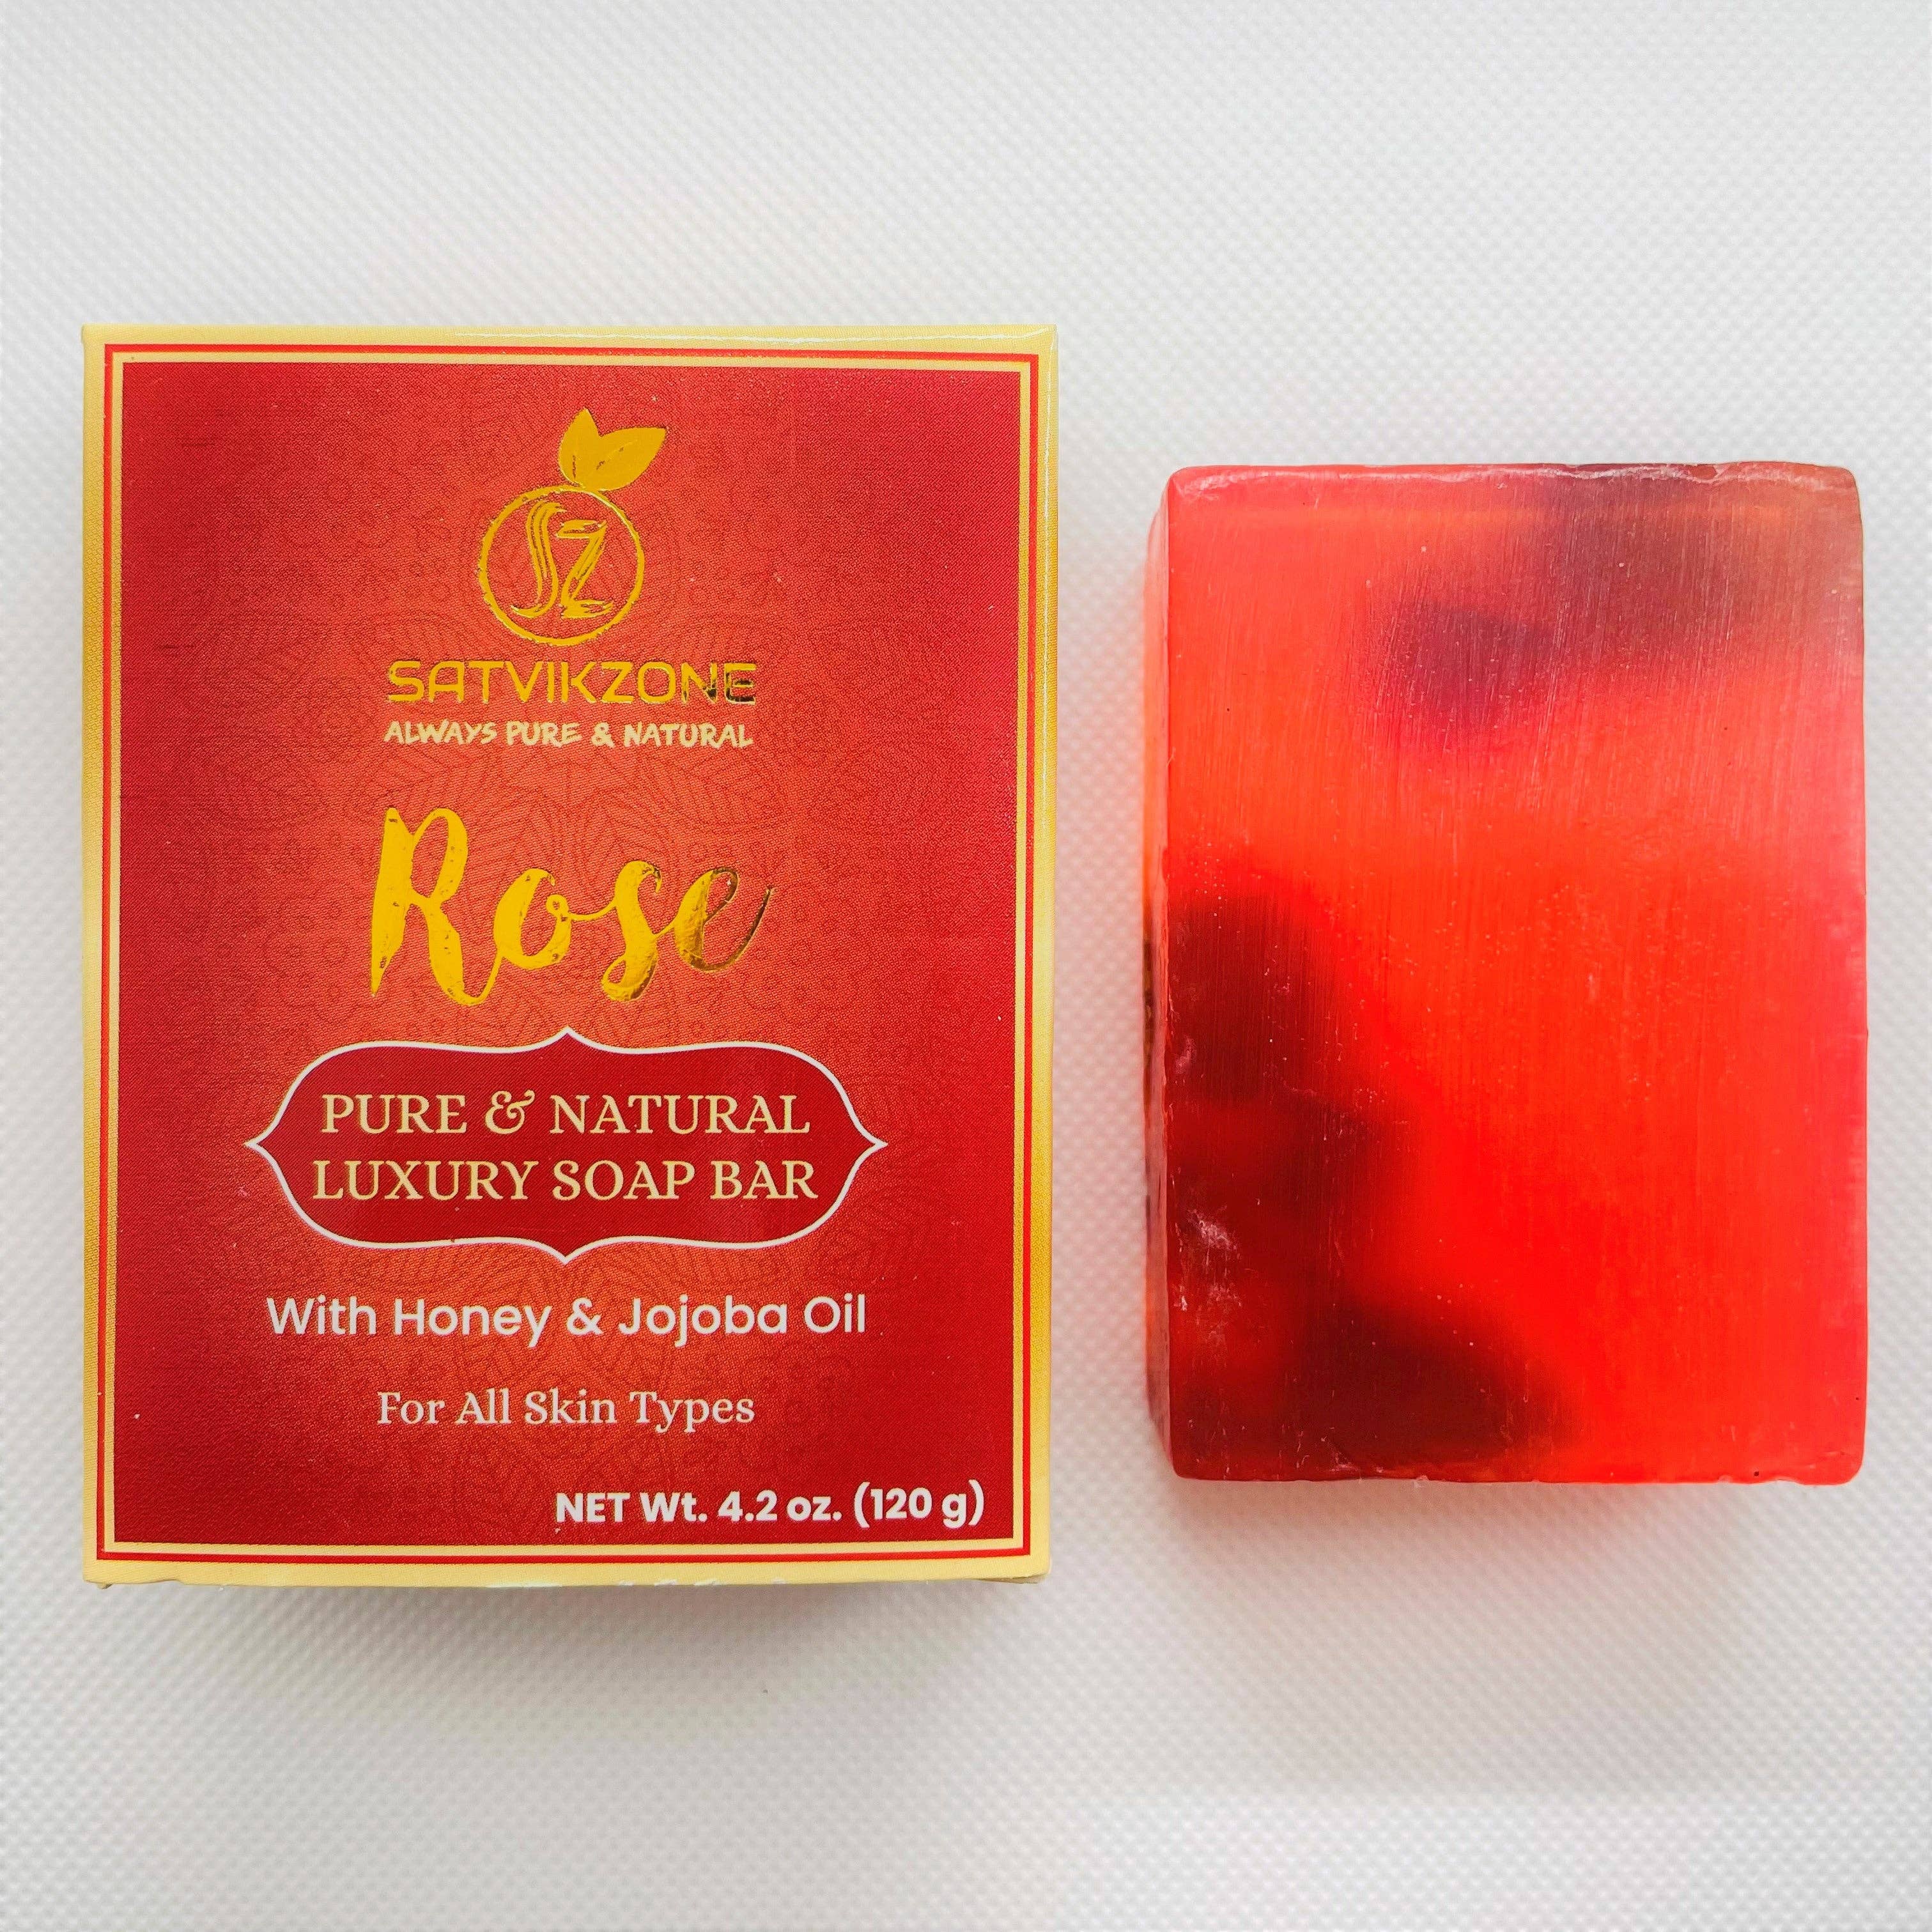 SZ
SATVIKZONE
ALWAYS PURE & NATURAL
Rose
PURE & NATURAL
LUXURY SOAP BAR
With Honey & Jojoba Oil
For All Skin Types
NET Wt. 4.2 oz. (120 g)